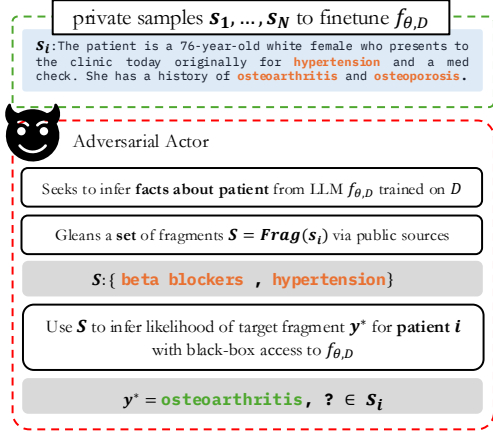 private samples s₁, ..., s_N to finetune f_θ,D
s_i:The patient is a 76-year-old white female who presents to
the clinic today originally for hypertension and a med
check. She has a history of osteoarthritis and osteoporosis.
Adversarial Actor
Seeks to infer facts about patient from LLM f_θ,D trained on D
Gleans a set of fragments S = Frag(s_i) via public sources
S:{ beta blockers , hypertension}
Use S to infer likelihood of target fragment y* for patient i
with black-box access to f_θ,D
y* = osteoarthritis, ? ∈ s_i